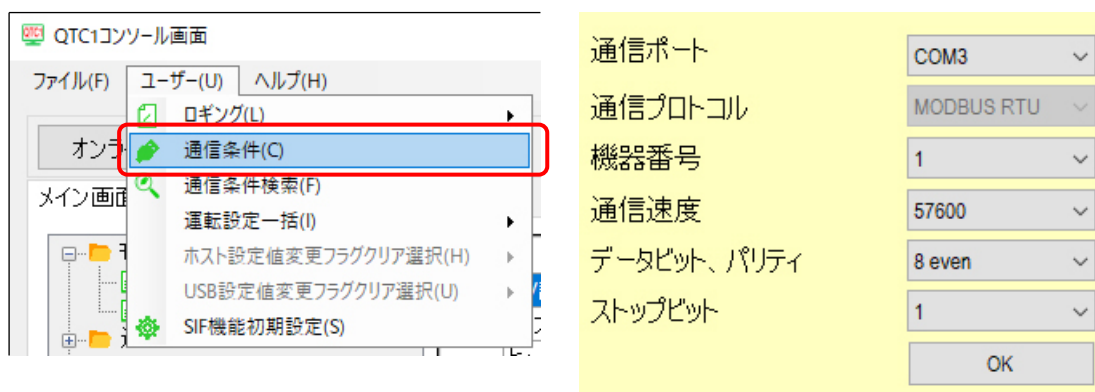 QTC1コンソール画面
ファイル(F) ユーザー(U) ヘルプ(H)
ロギング(L)
オンラ
通信条件(C)
通信条件検索(F)
メイン画面
運転設定一括(I)
ホスト設定値変更フラグクリア選択(H)
USB設定値変更フラグクリア選択(U)
SIF機能初期設定(S)
通信ポート COM3
通信プロトコル MODBUS RTU
機器番号 1
通信速度 57600
データビット、パリティ 8 even
ストップビット 1
OK